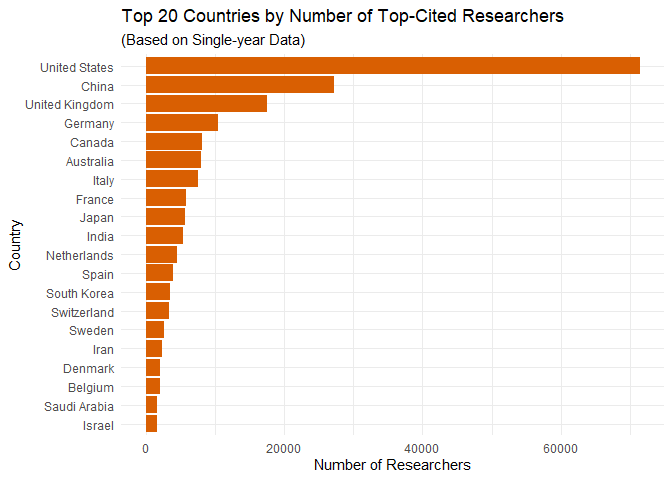 Top 20 Countries by Number of Top-Cited Researchers
(Based on Single-year Data)
United States
China
United Kingdom
Germany
Canada
Australia
Italy
France
Japan
India
Netherlands
Spain
South Korea
Switzerland
Sweden
Iran
Denmark
Belgium
Saudi Arabia
Israel
Country
0 20000 40000 60000
Number of Researchers